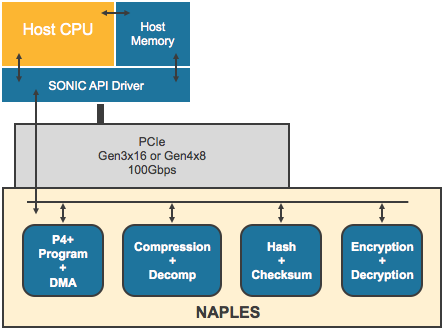 Host CPU
Host
Memory
SONIC API Driver
PCIe
Gen3x16 or Gen4x8
100Gbps
P4+
Program
+
DMA
Compression
+
Decomp
Hash
+
Checksum
Encryption
+
Decryption
NAPLES